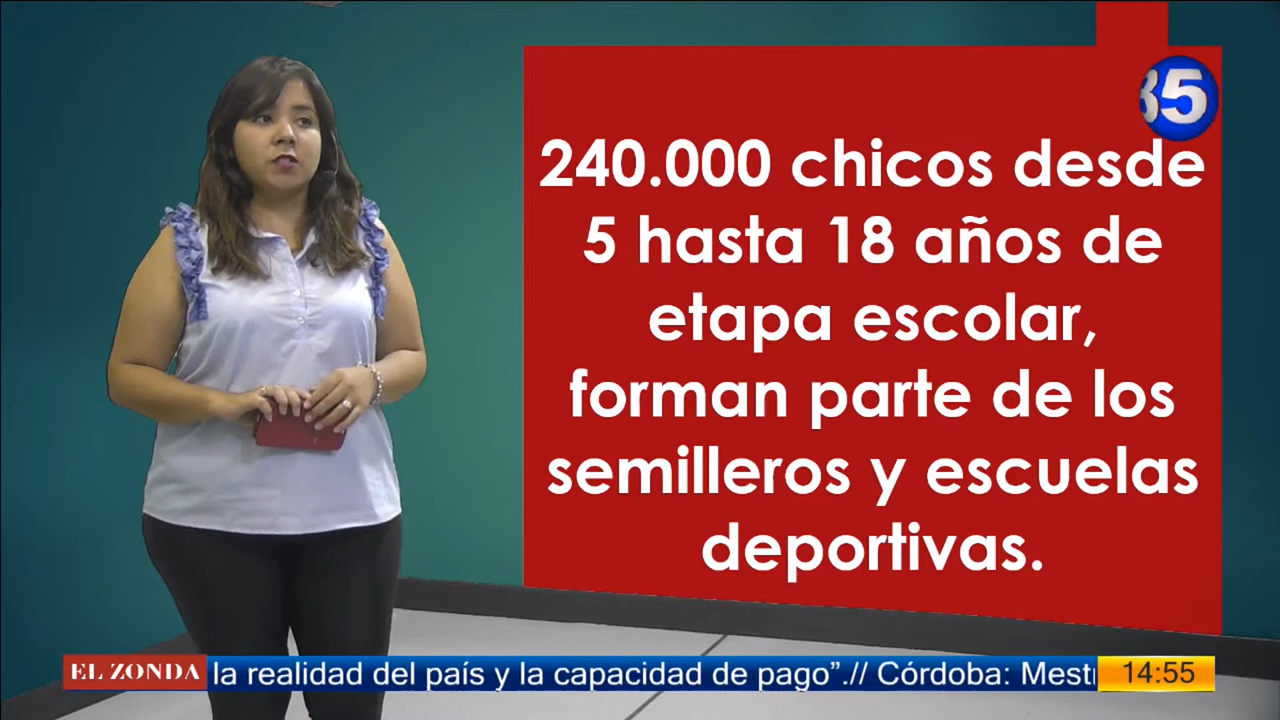 35
240.000 chicos desde
5 hasta 18 años de
etapa escolar,
forman parte de los
semilleros y escuelas
deportivas.
EL ZONDA la realidad del país y la capacidad de pago”.// Córdoba: Mest 14:55